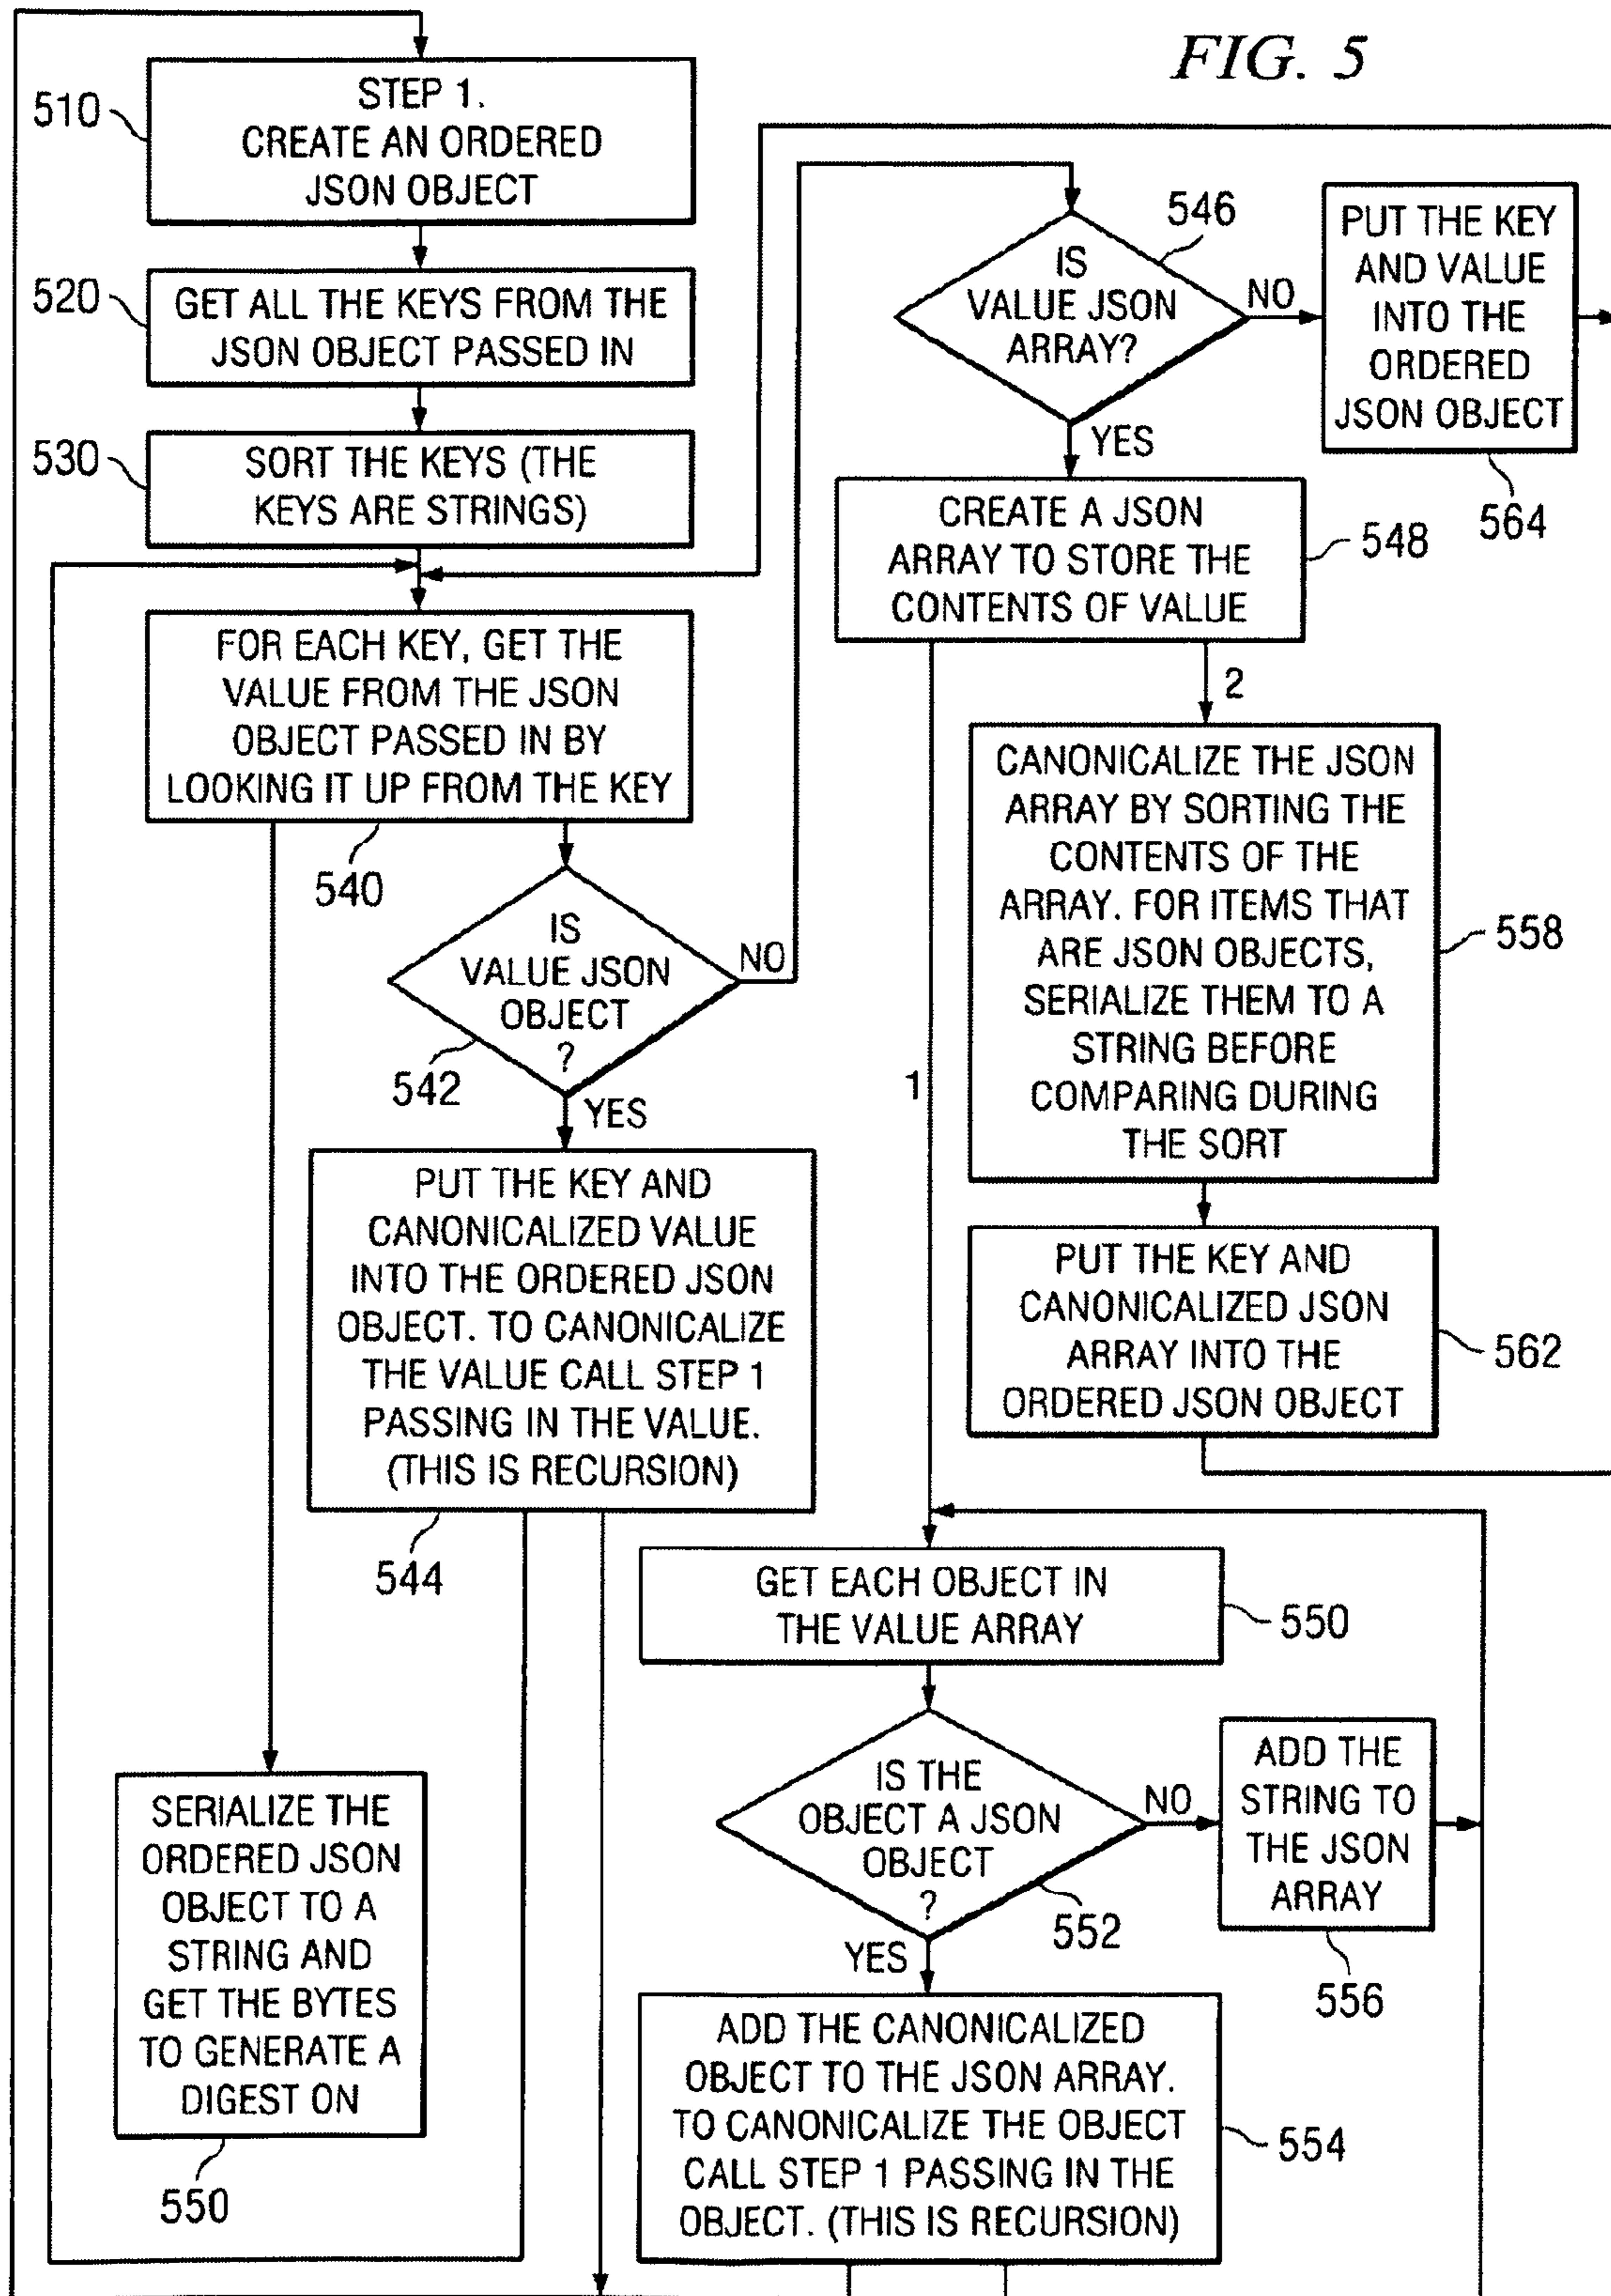 FIG. 5
510
STEP 1.
CREATE AN ORDERED
JSON OBJECT
520
GET ALL THE KEYS FROM THE
JSON OBJECT PASSED IN
530
SORT THE KEYS (THE
KEYS ARE STRINGS)
FOR EACH KEY, GET THE
VALUE FROM THE JSON
OBJECT PASSED IN BY
LOOKING IT UP FROM THE KEY
540
IS
VALUE JSON
OBJECT
?
NO
542
YES
PUT THE KEY AND
CANONICALIZED VALUE
INTO THE ORDERED JSON
OBJECT. TO CANONICALIZE
THE VALUE CALL STEP 1
PASSING IN THE VALUE.
(THIS IS RECURSION)
544
SERIALIZE THE
ORDERED JSON
OBJECT TO A
STRING AND
GET THE BYTES
TO GENERATE A
DIGEST ON
550
546
IS
VALUE JSON
ARRAY?
NO
YES
PUT THE KEY
AND VALUE
INTO THE
ORDERED
JSON OBJECT
564
CREATE A JSON
ARRAY TO STORE THE
CONTENTS OF VALUE
548
2
1
CANONICALIZE THE JSON
ARRAY BY SORTING THE
CONTENTS OF THE
ARRAY. FOR ITEMS THAT
ARE JSON OBJECTS,
SERIALIZE THEM TO A
STRING BEFORE
COMPARING DURING
THE SORT
558
PUT THE KEY AND
CANONICALIZED JSON
ARRAY INTO THE
ORDERED JSON OBJECT
562
GET EACH OBJECT IN
THE VALUE ARRAY
550
IS THE
OBJECT A JSON
OBJECT
?
NO
552
YES
ADD THE
STRING TO
THE JSON
ARRAY
556
ADD THE CANONICALIZED
OBJECT TO THE JSON ARRAY.
TO CANONICALIZE THE OBJECT
CALL STEP 1 PASSING IN THE
OBJECT. (THIS IS RECURSION)
554